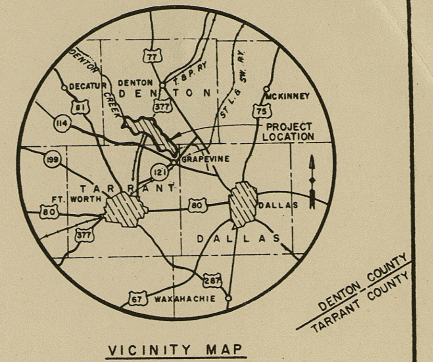 77
DENTON CREEK
T. & P. RY
ST. L. & SW. RY.
DENTON
DECATUR
DENTON
McKINNEY
81
377
75
114
PROJECT
LOCATION
199
GRAPEVINE
121
TARRANT
FT. WORTH
80
80
DALLAS
377
DALLAS
287
67
WAXAHACHIE
DENTON COUNTY
TARRANT COUNTY
VICINITY MAP